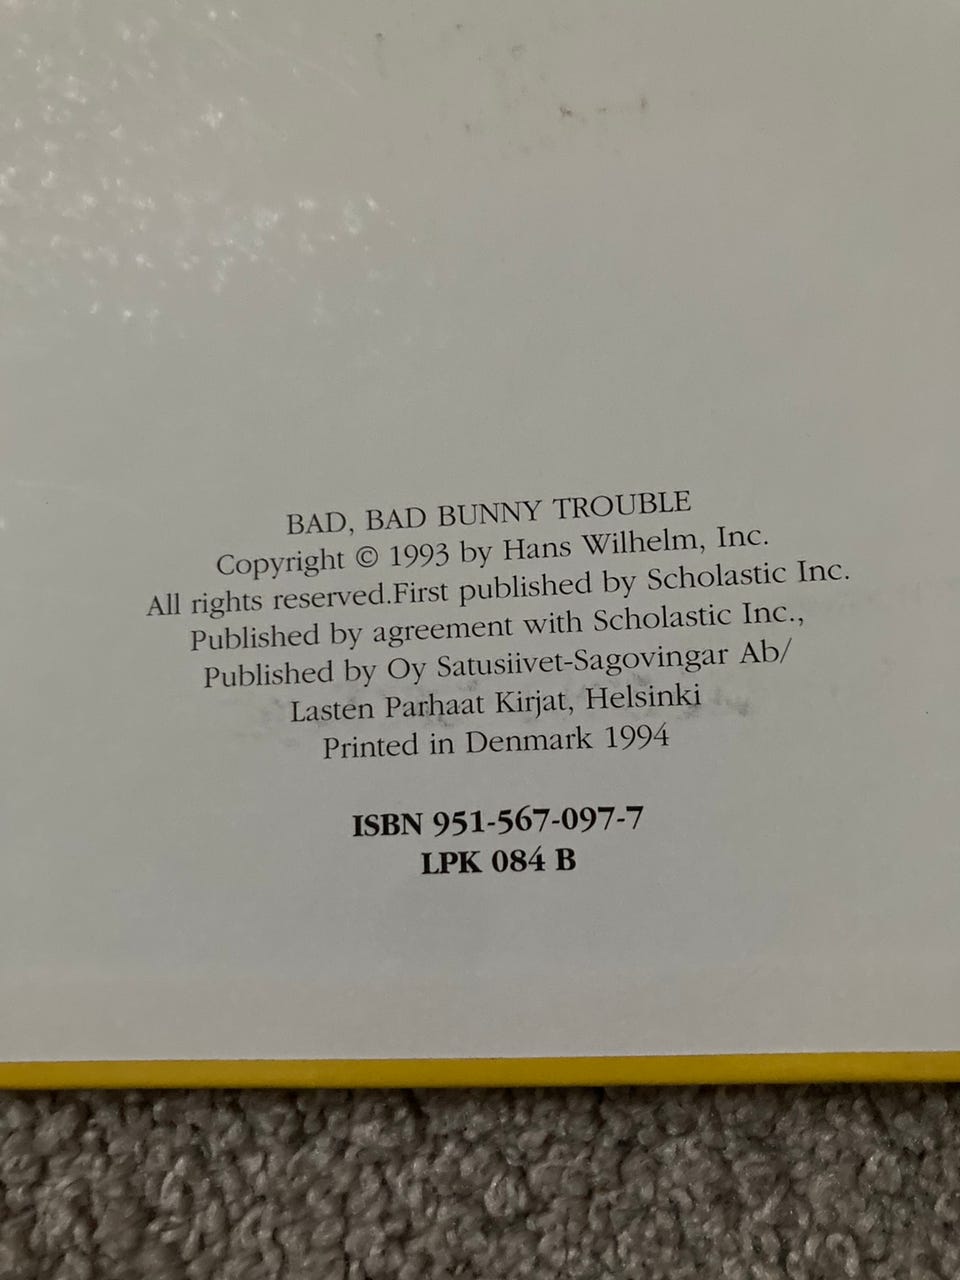 BAD, BAD BUNNY TROUBLE
Copyright © 1993 by Hans Wilhelm, Inc.
All rights reserved.First published by Scholastic Inc.
Published by agreement with Scholastic Inc.,
Published by Oy Satusiivet-Sagovingar Ab/
Lasten Parhaat Kirjat, Helsinki
Printed in Denmark 1994
ISBN 951-567-097-7
LPK 084 B